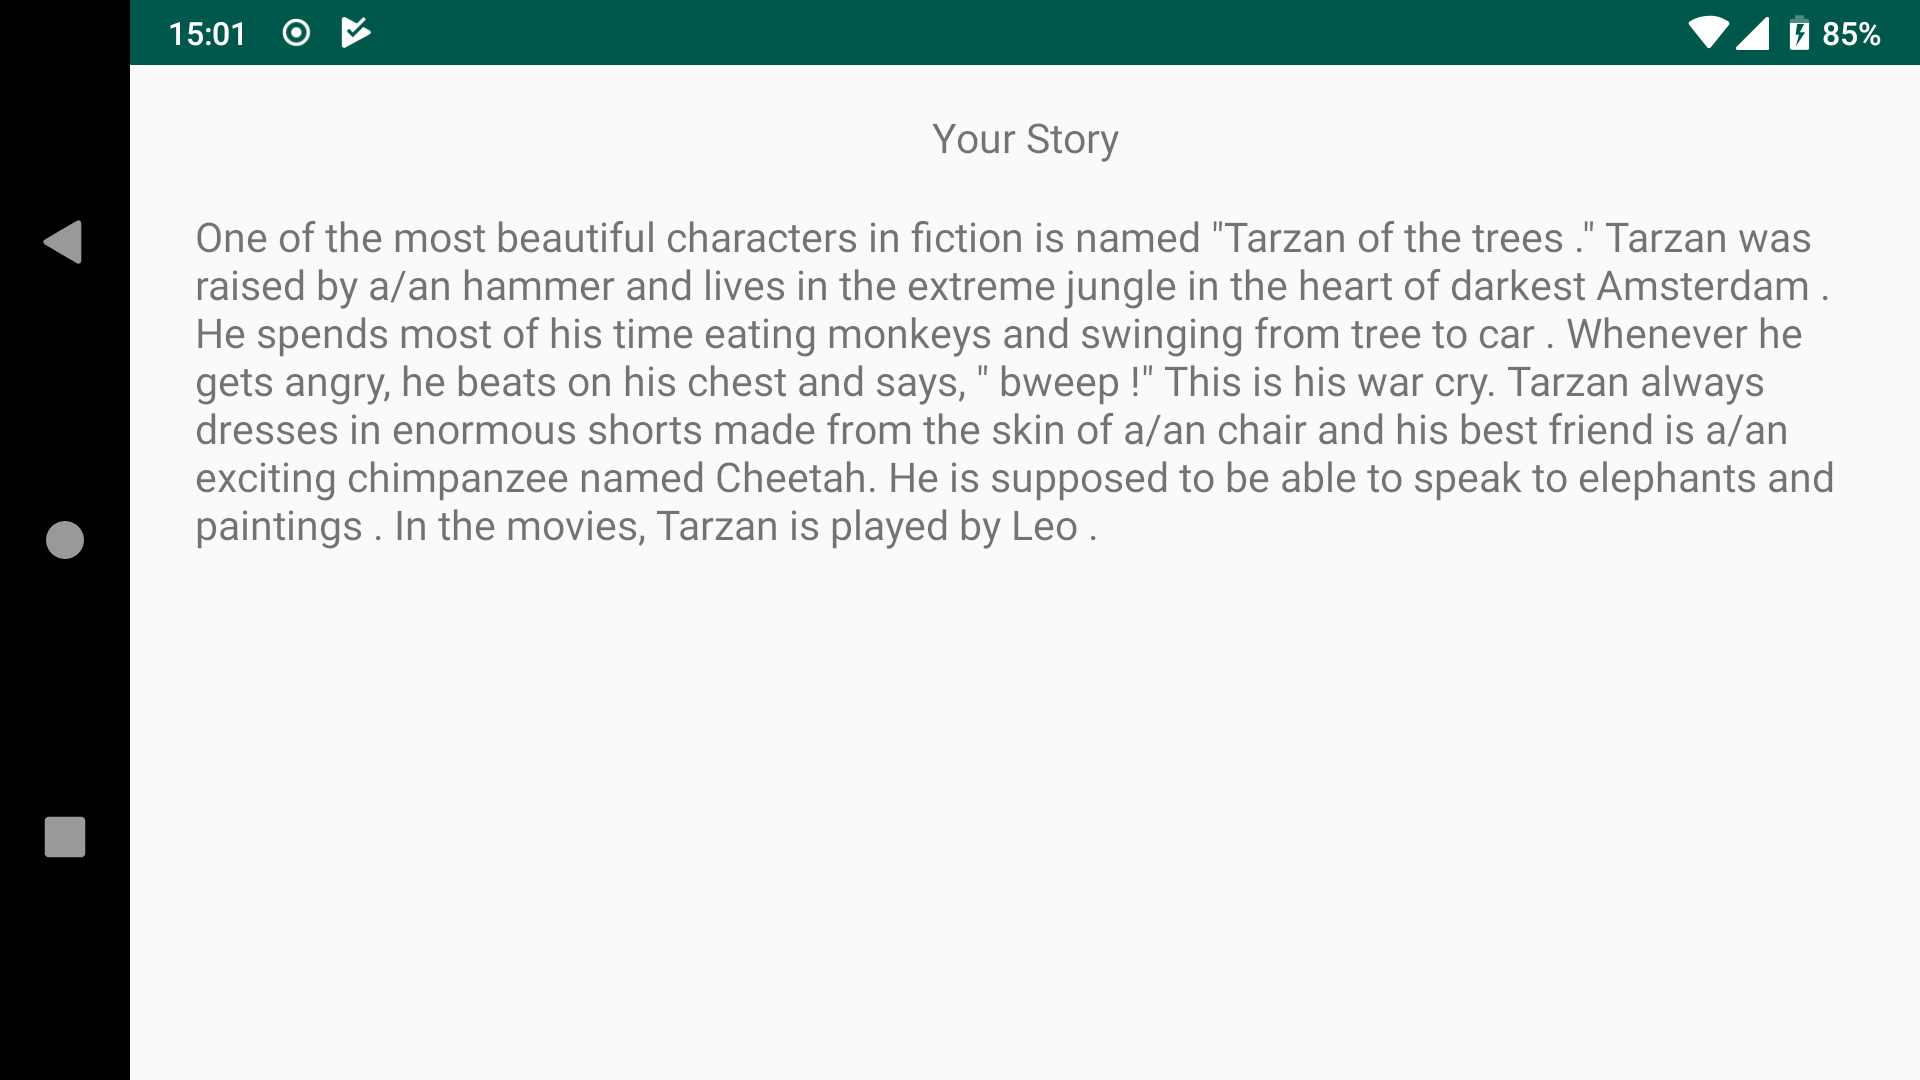 15:01
85%
Your Story
One of the most beautiful characters in fiction is named "Tarzan of the trees ." Tarzan was
raised by a/an hammer and lives in the extreme jungle in the heart of darkest Amsterdam .
He spends most of his time eating monkeys and swinging from tree to car . Whenever he
gets angry, he beats on his chest and says, " bweep !" This is his war cry. Tarzan always
dresses in enormous shorts made from the skin of a/an chair and his best friend is a/an
exciting chimpanzee named Cheetah. He is supposed to be able to speak to elephants and
paintings . In the movies, Tarzan is played by Leo .